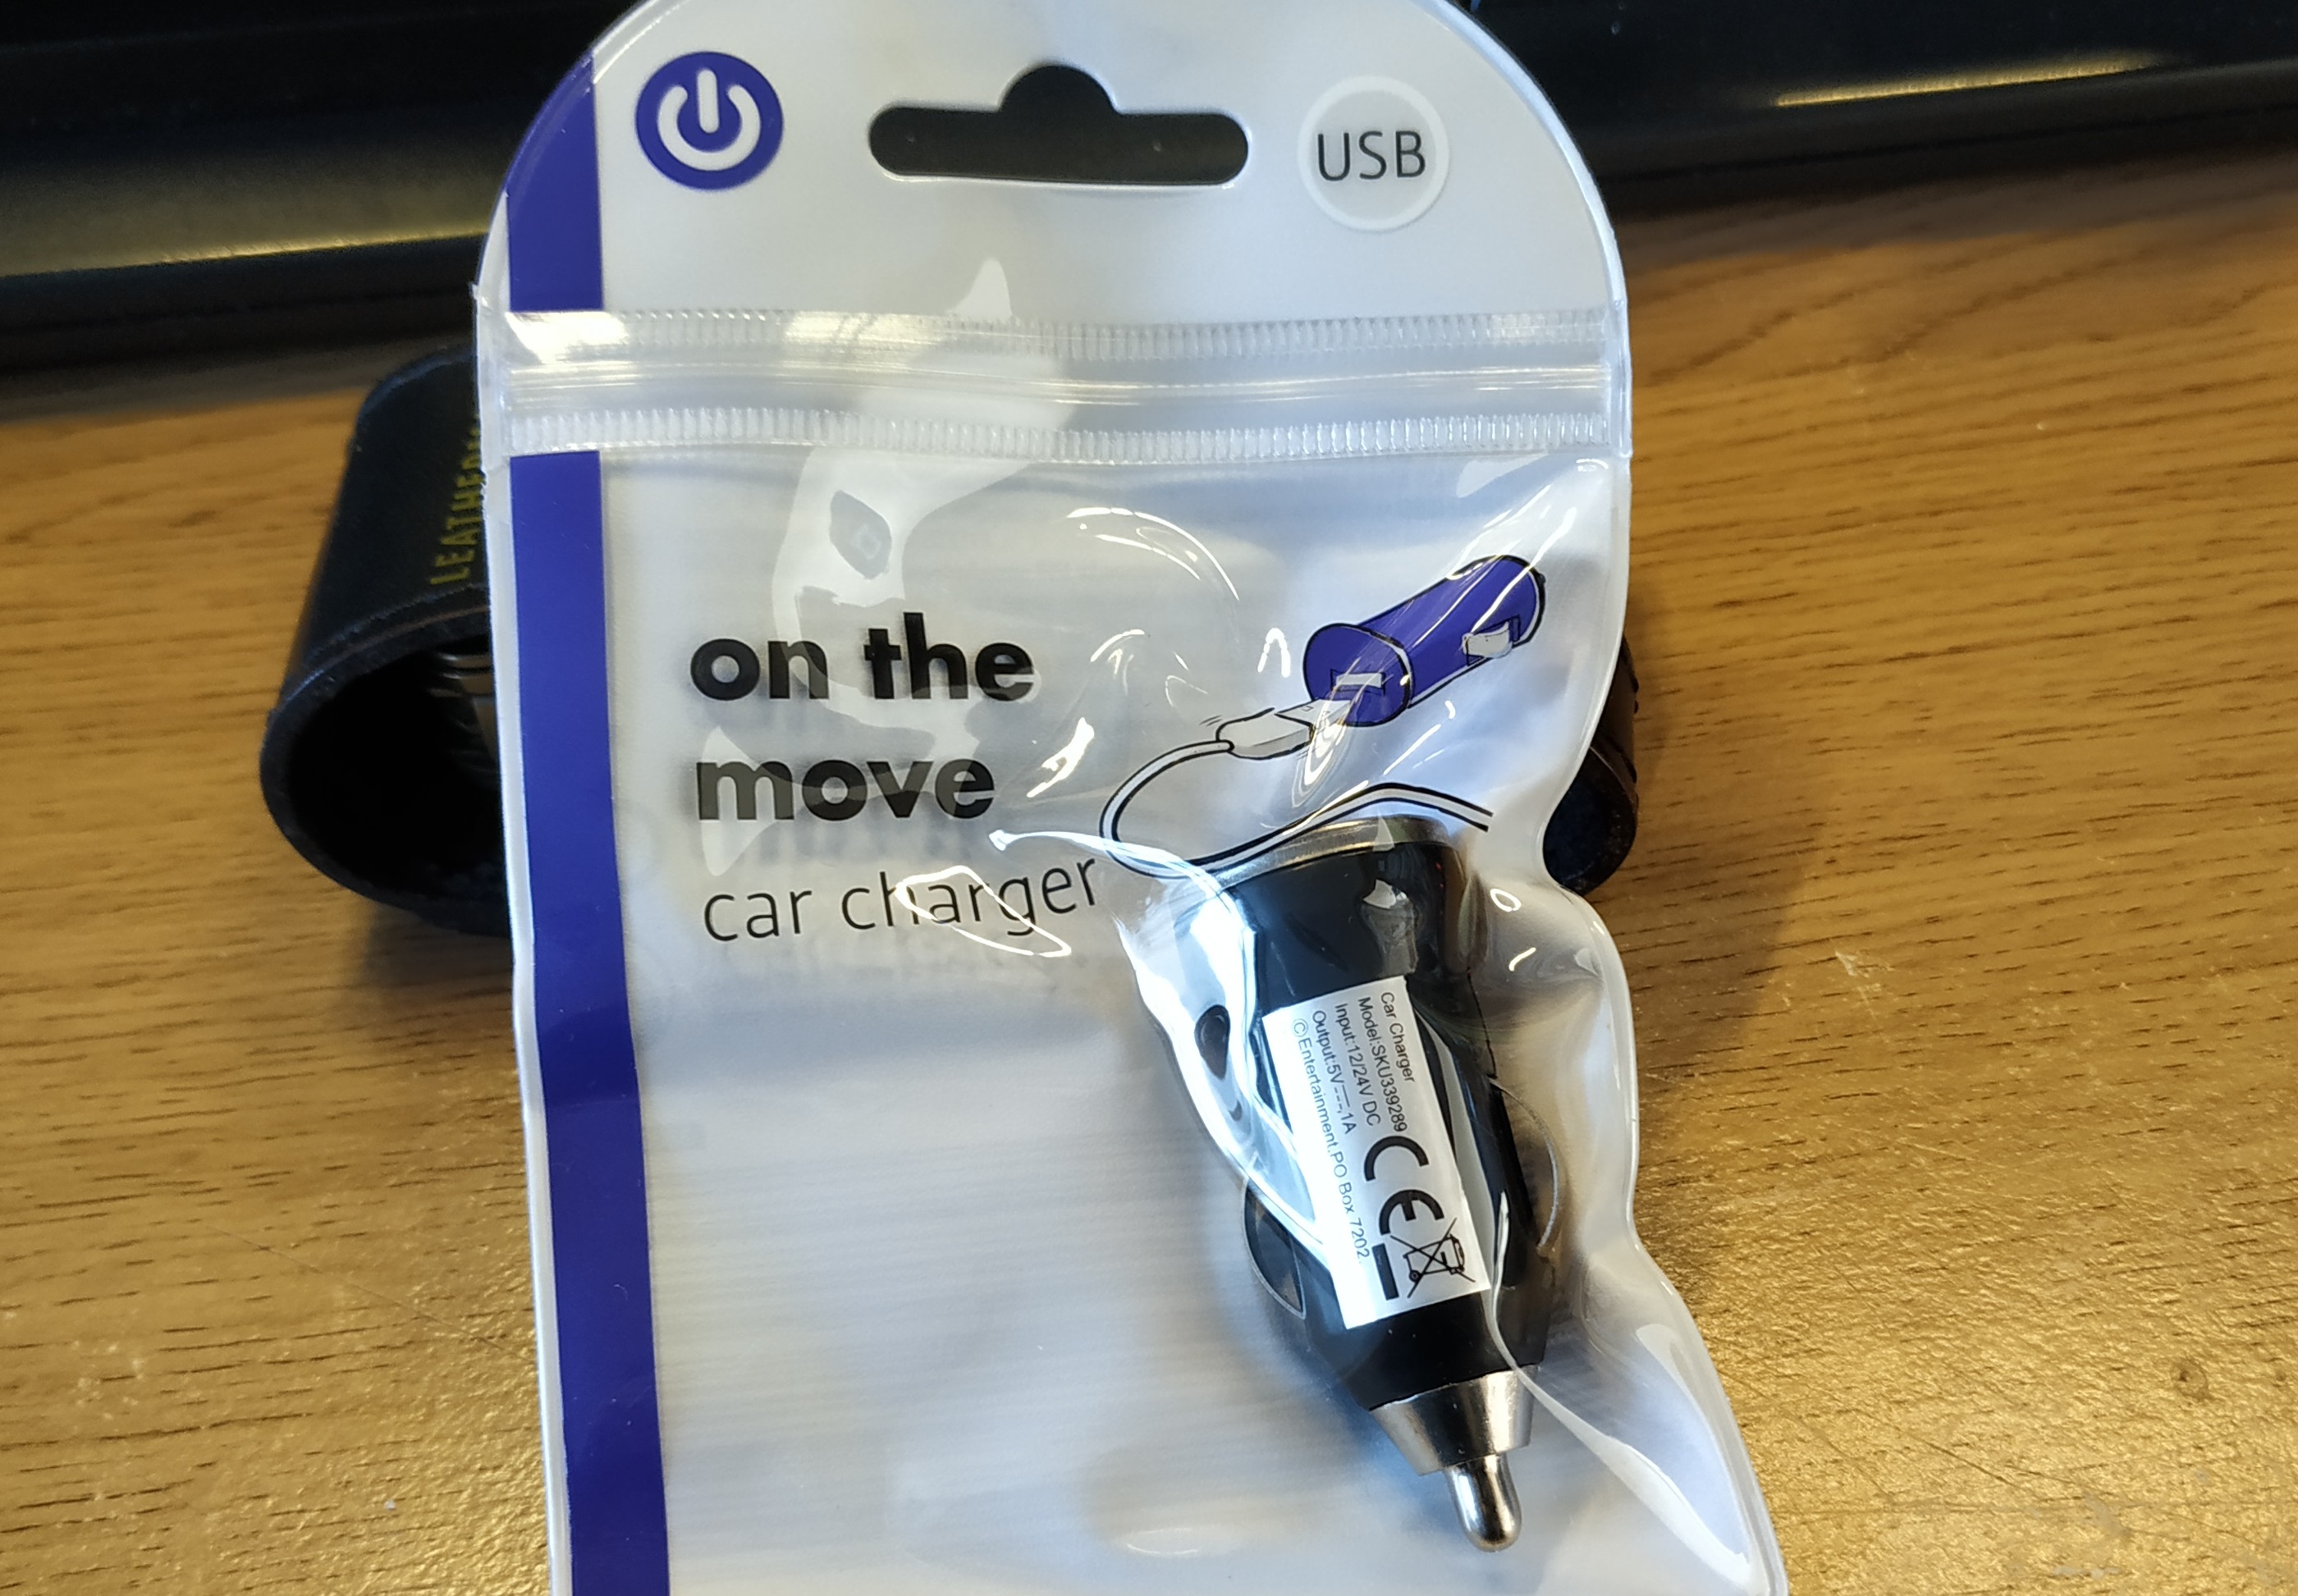 USB
on the
move
car charger
Car Charger
Model:SKU339289
Input:12/24V DC
Output:5V⎓1A
©Entertainment,PO Box 7202.
CE